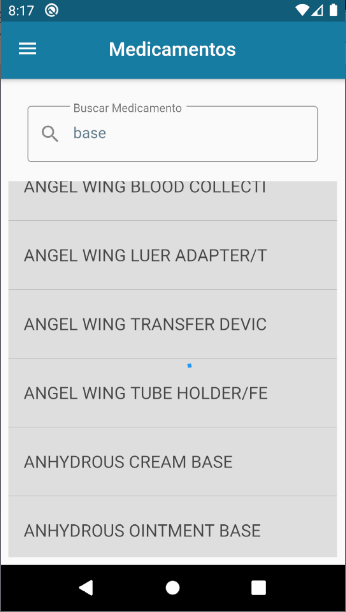 8:17
Medicamentos
Buscar Medicamento
base
ANGEL WING BLOOD COLLECTI
ANGEL WING LUER ADAPTER/T
ANGEL WING TRANSFER DEVIC
ANGEL WING TUBE HOLDER/FE
ANHYDROUS CREAM BASE
ANHYDROUS OINTMENT BASE